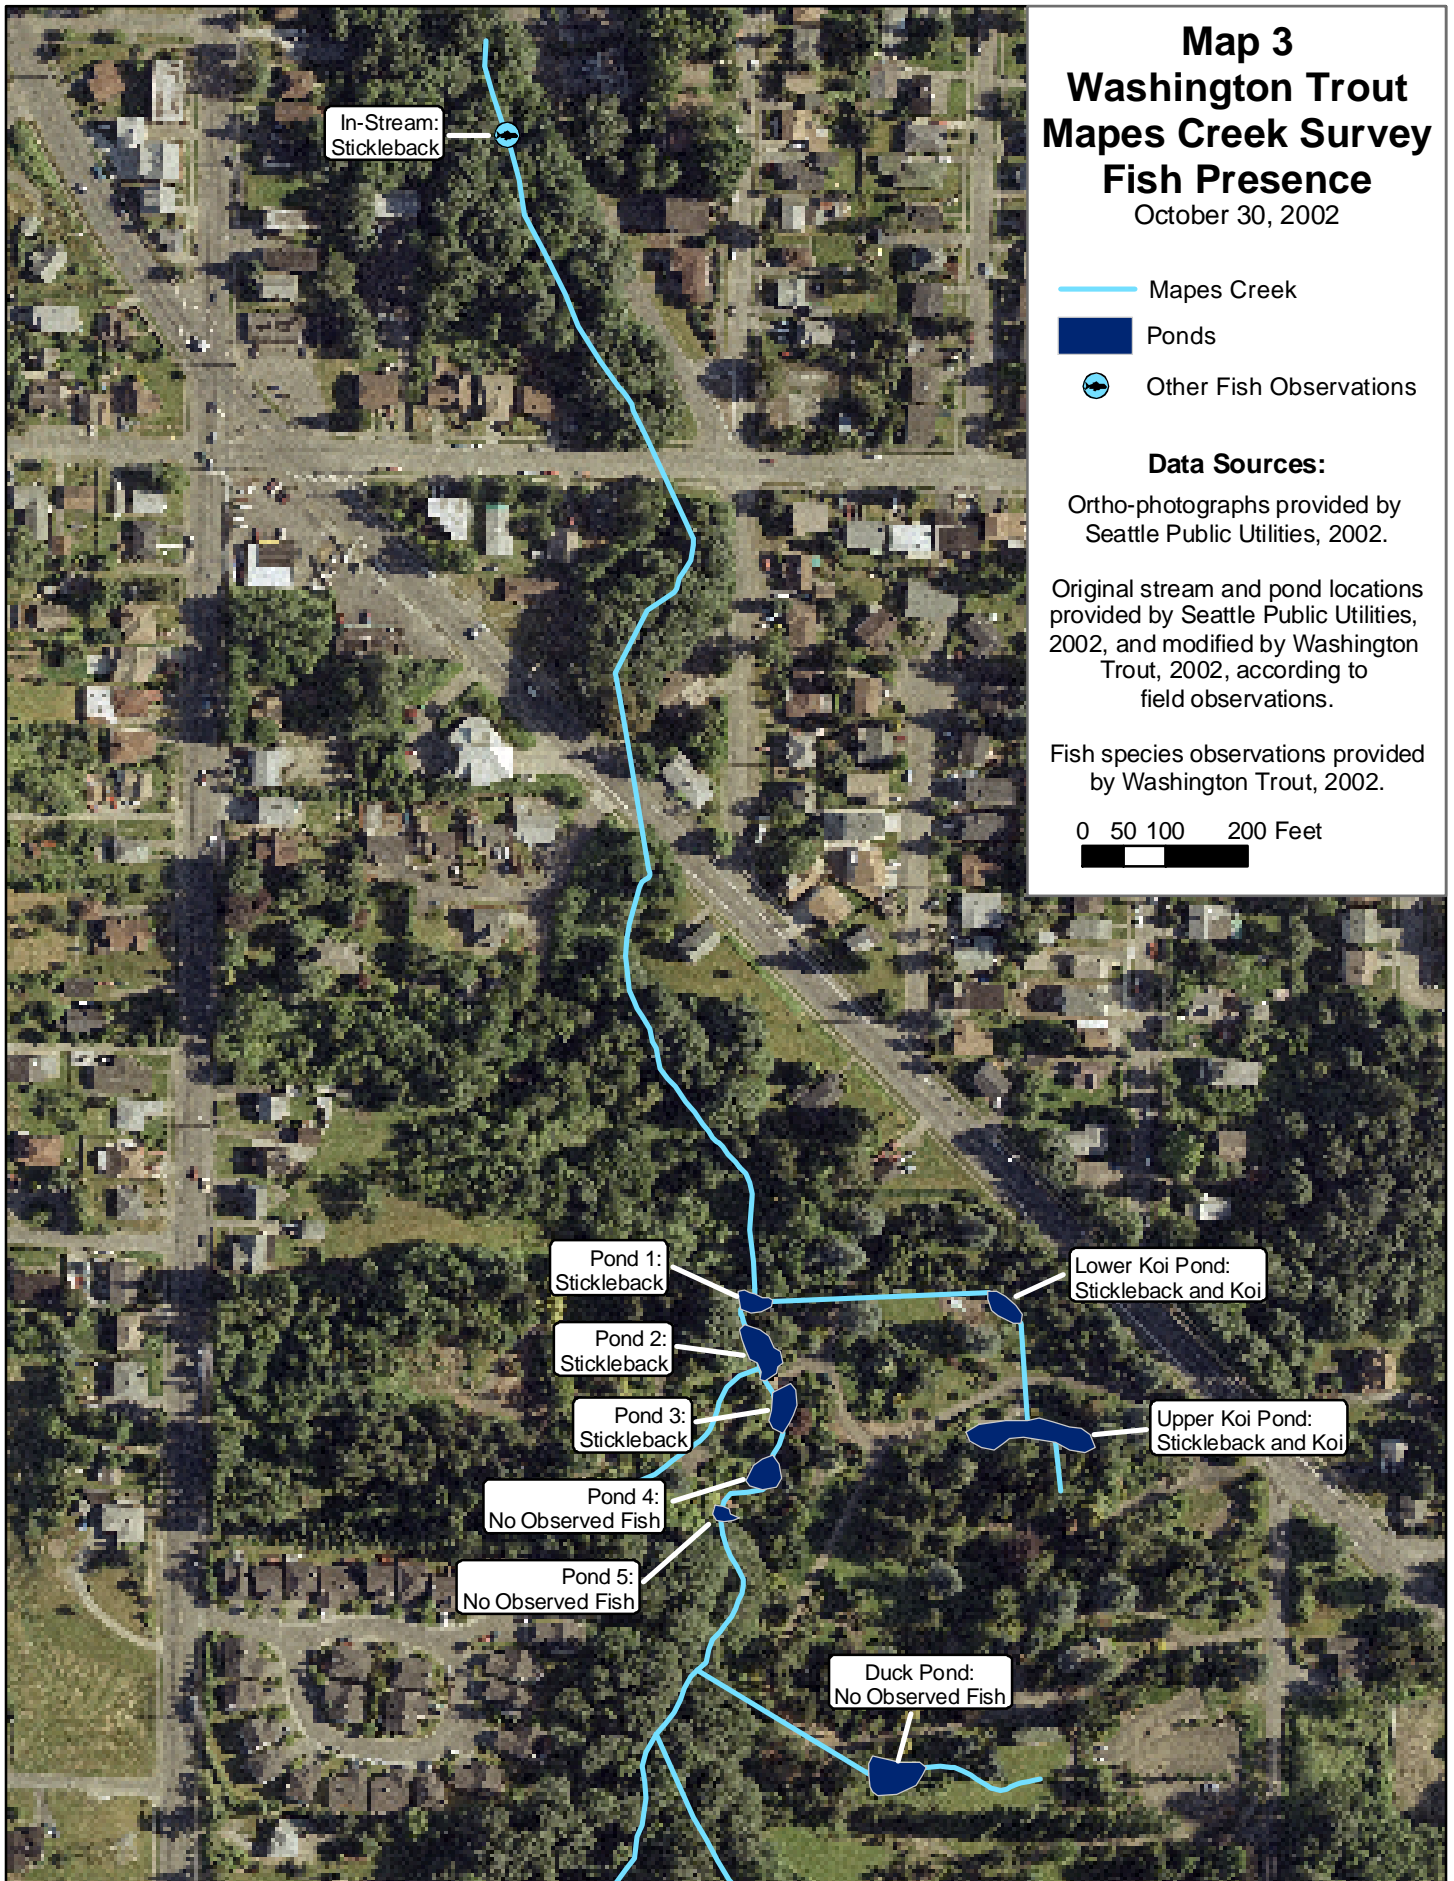 Map 3
Washington Trout
Mapes Creek Survey
Fish Presence
October 30, 2002
Mapes Creek
Ponds
Other Fish Observations
Data Sources:
Ortho-photographs provided by
Seattle Public Utilities, 2002.
Original stream and pond locations
provided by Seattle Public Utilities,
2002, and modified by Washington
Trout, 2002, according to
field observations.
Fish species observations provided
by Washington Trout, 2002.
0 50 100 200 Feet
In-Stream:
Stickleback
Pond 1:
Stickleback
Lower Koi Pond:
Stickleback and Koi
Pond 2:
Stickleback
Pond 3:
Stickleback
Upper Koi Pond:
Stickleback and Koi
Pond 4:
No Observed Fish
Pond 5:
No Observed Fish
Duck Pond:
No Observed Fish